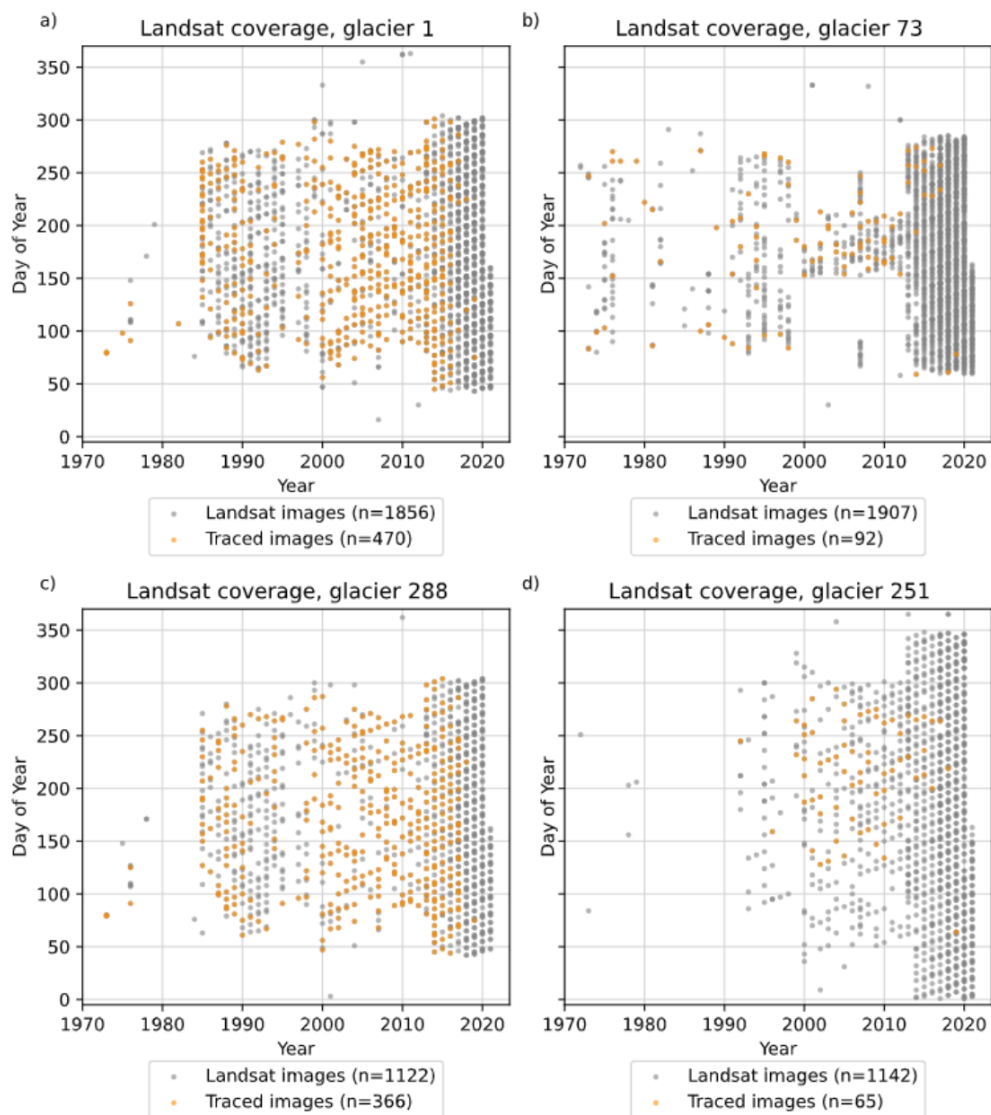 a)
Landsat coverage, glacier 1
350
300
250
200
150
100
50
0
Day of Year
1970 1980 1990 2000 2010 2020
Year
Landsat images (n=1856)
Traced images (n=470)
b)
Landsat coverage, glacier 73
Day of Year
1970 1980 1990 2000 2010 2020
Year
Landsat images (n=1907)
Traced images (n=92)
c)
Landsat coverage, glacier 288
350
300
250
200
150
100
50
0
Day of Year
1970 1980 1990 2000 2010 2020
Year
Landsat images (n=1122)
Traced images (n=366)
d)
Landsat coverage, glacier 251
Day of Year
1970 1980 1990 2000 2010 2020
Year
Landsat images (n=1142)
Traced images (n=65)